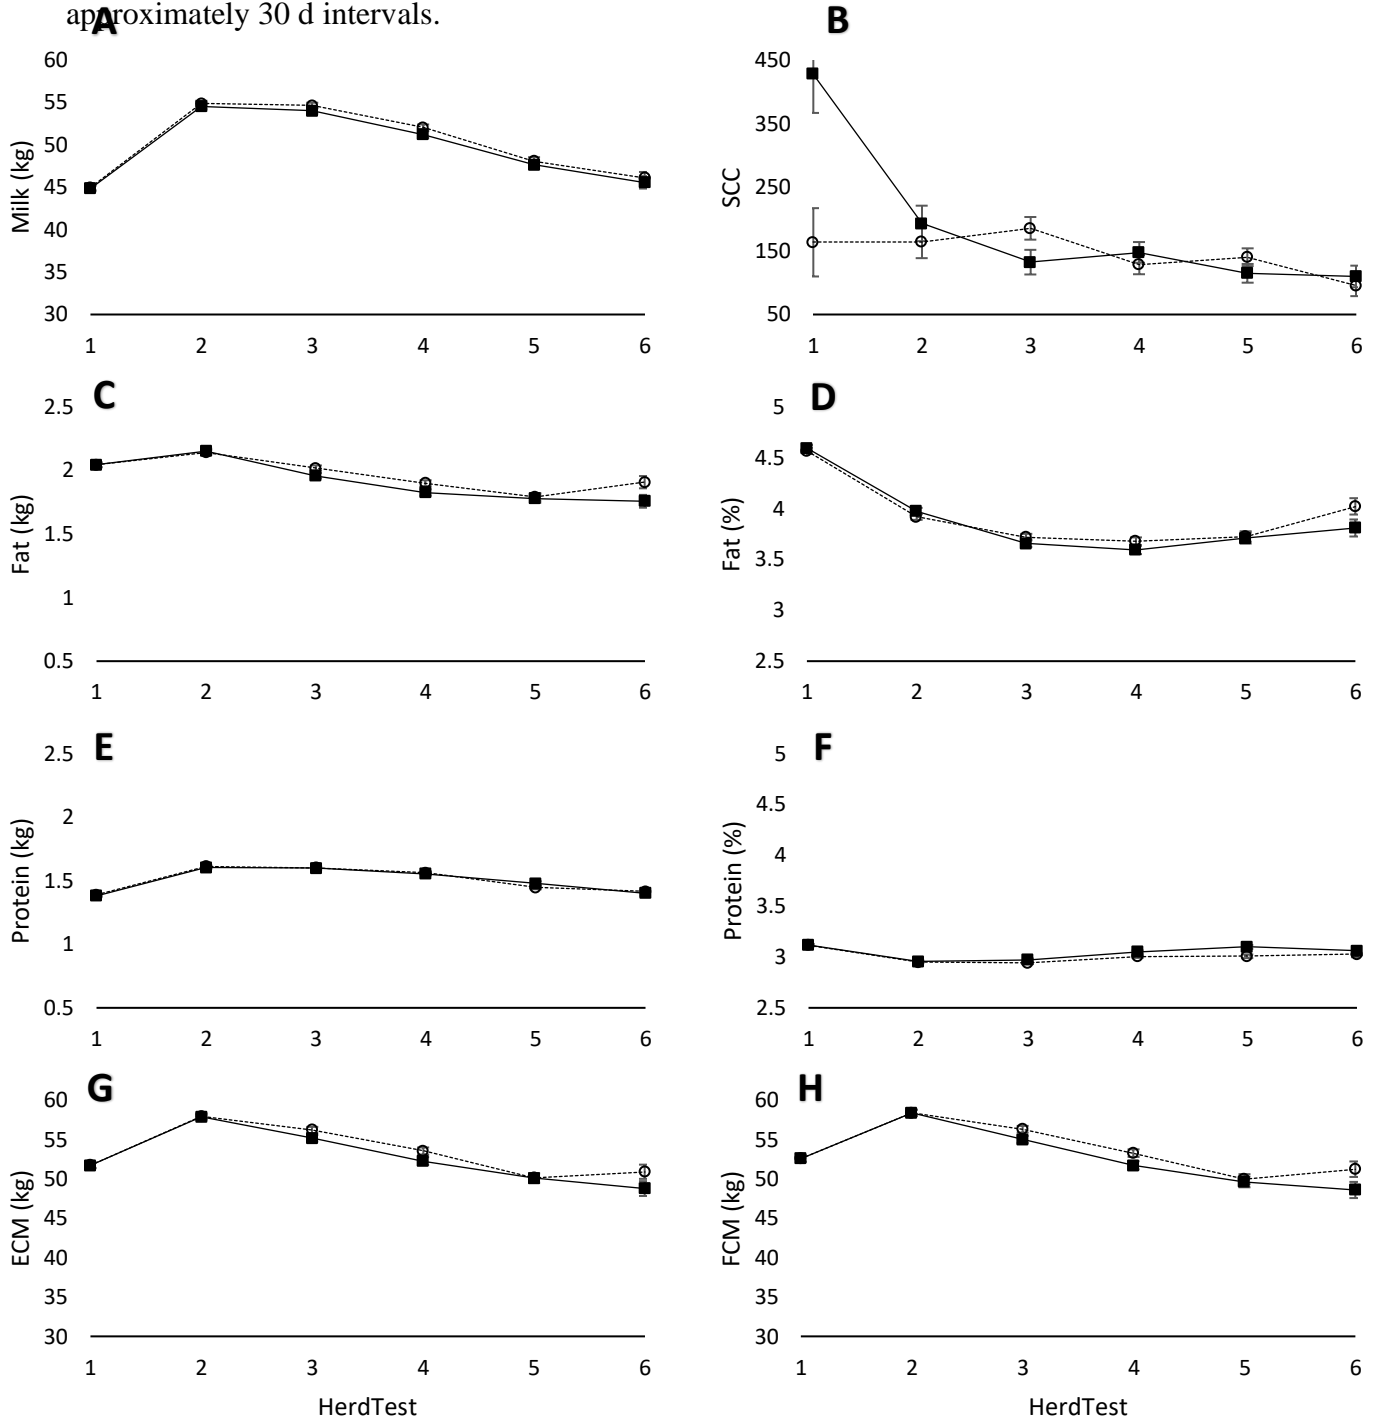 approximately 30 d intervals.
A
60
55
50
45
40
35
30
Milk (kg)
1 2 3 4 5 6
B
450
350
250
150
50
SCC
1 2 3 4 5 6
C
2.5
2
1.5
1
0.5
Fat (kg)
1 2 3 4 5 6
D
5
4.5
4
3.5
3
2.5
Fat (%)
1 2 3 4 5 6
E
2.5
2
1.5
1
0.5
Protein (kg)
1 2 3 4 5 6
F
5
4.5
4
3.5
3
2.5
Protein (%)
1 2 3 4 5 6
G
60
55
50
45
40
35
30
ECM (kg)
1 2 3 4 5 6
HerdTest
H
60
55
50
45
40
35
30
FCM (kg)
1 2 3 4 5 6
HerdTest